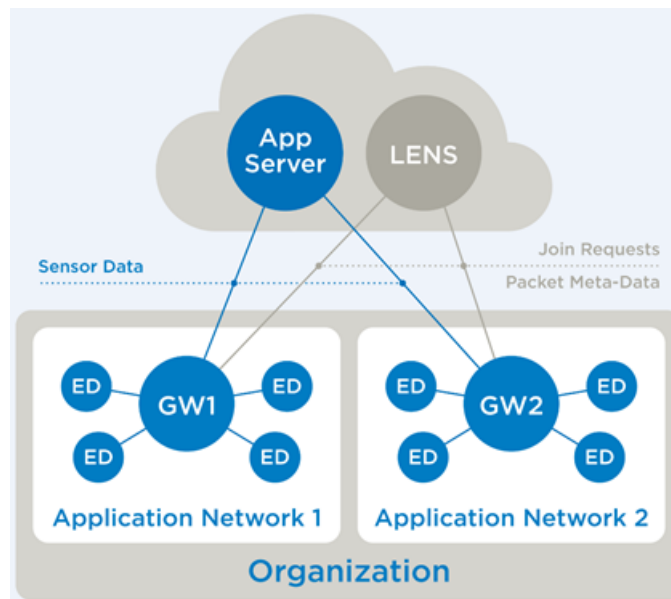 App
Server
LENS
Sensor Data
Join Requests
Packet Meta-Data
ED
ED
GW1
ED
ED
Application Network 1
ED
ED
GW2
ED
ED
Application Network 2
Organization